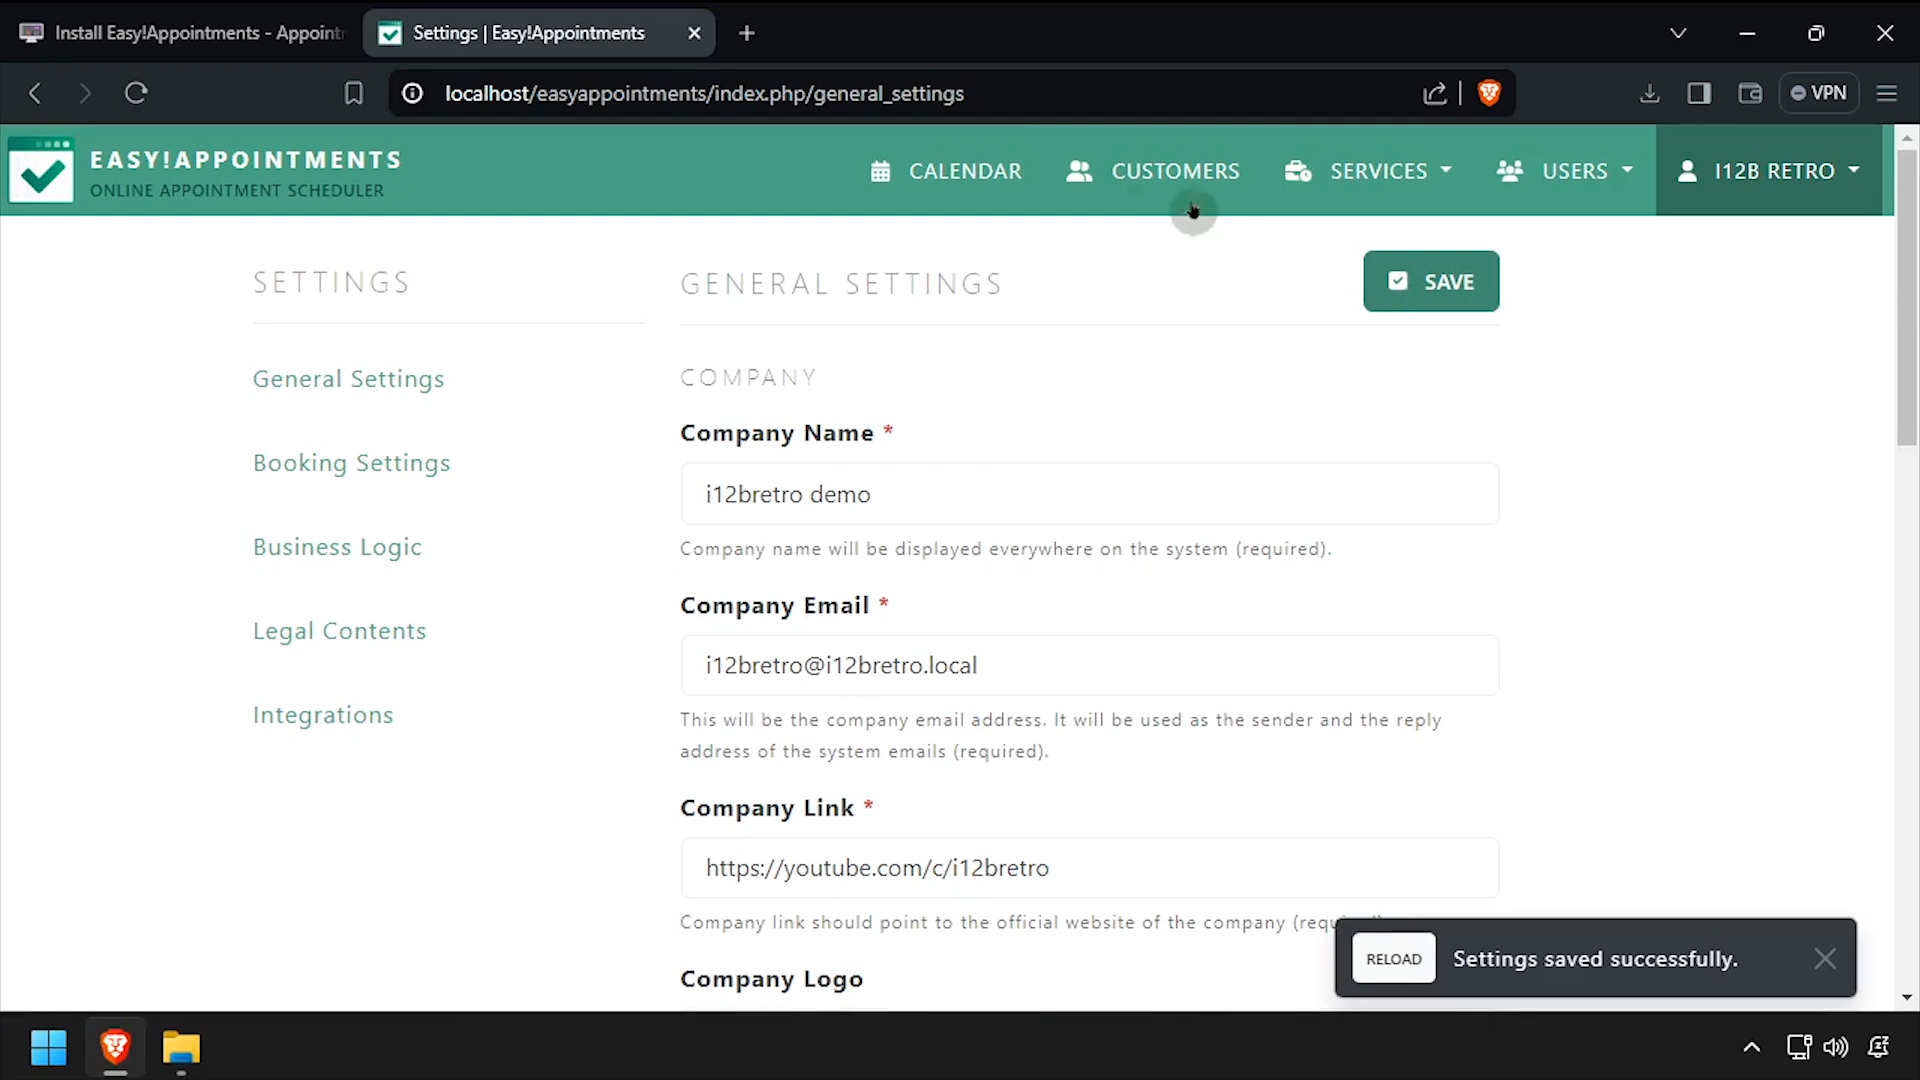 Install Easy!Appointments - Appoint
Settings | Easy!Appointments
localhost/easyappointments/index.php/general_settings
VPN
EASY!APPOINTMENTS
ONLINE APPOINTMENT SCHEDULER
CALENDAR
CUSTOMERS
SERVICES
USERS
I12B RETRO
SETTINGS
General Settings
Booking Settings
Business Logic
Legal Contents
Integrations
GENERAL SETTINGS
SAVE
COMPANY
Company Name *
i12bretro demo
Company name will be displayed everywhere on the system (required).
Company Email *
i12bretro@i12bretro.local
This will be the company email address. It will be used as the sender and the reply
address of the system emails (required).
Company Link *
https://youtube.com/c/i12bretro
Company link should point to the official website of the company
Company Logo
RELOAD
Settings saved successfully.